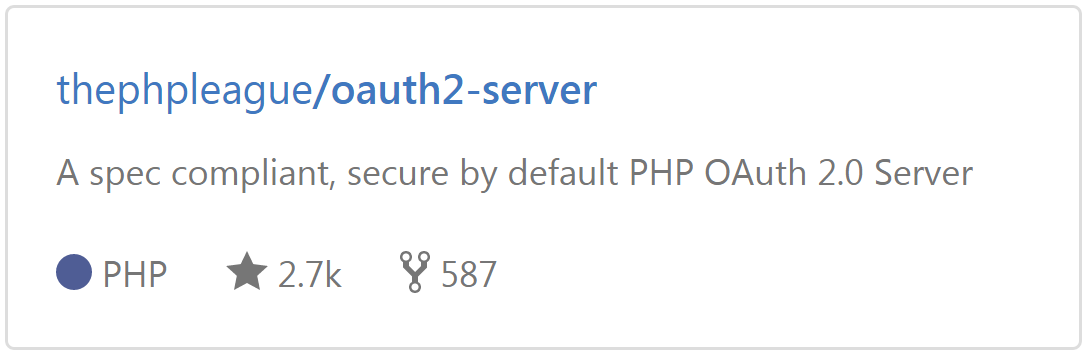 thephpleague/oauth2-server
A spec compliant, secure by default PHP OAuth 2.0 Server
PHP 2.7k 587